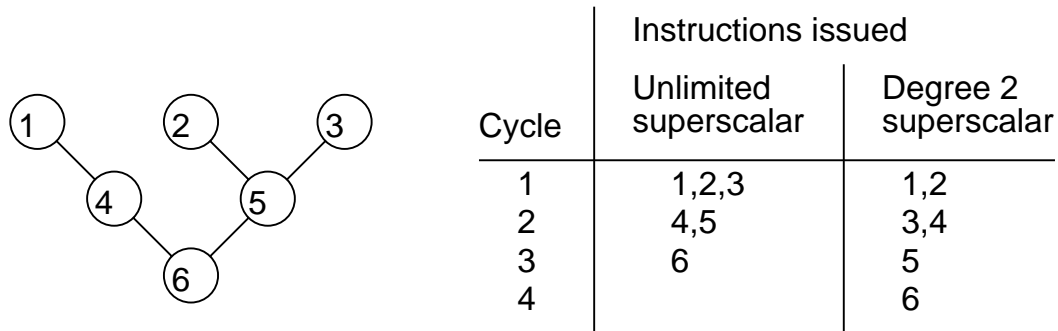 1
2
3
4
5
6
Instructions issued
Cycle
Unlimited
superscalar
Degree 2
superscalar
1 1,2,3 1,2
2 4,5 3,4
3 6 5
4 6